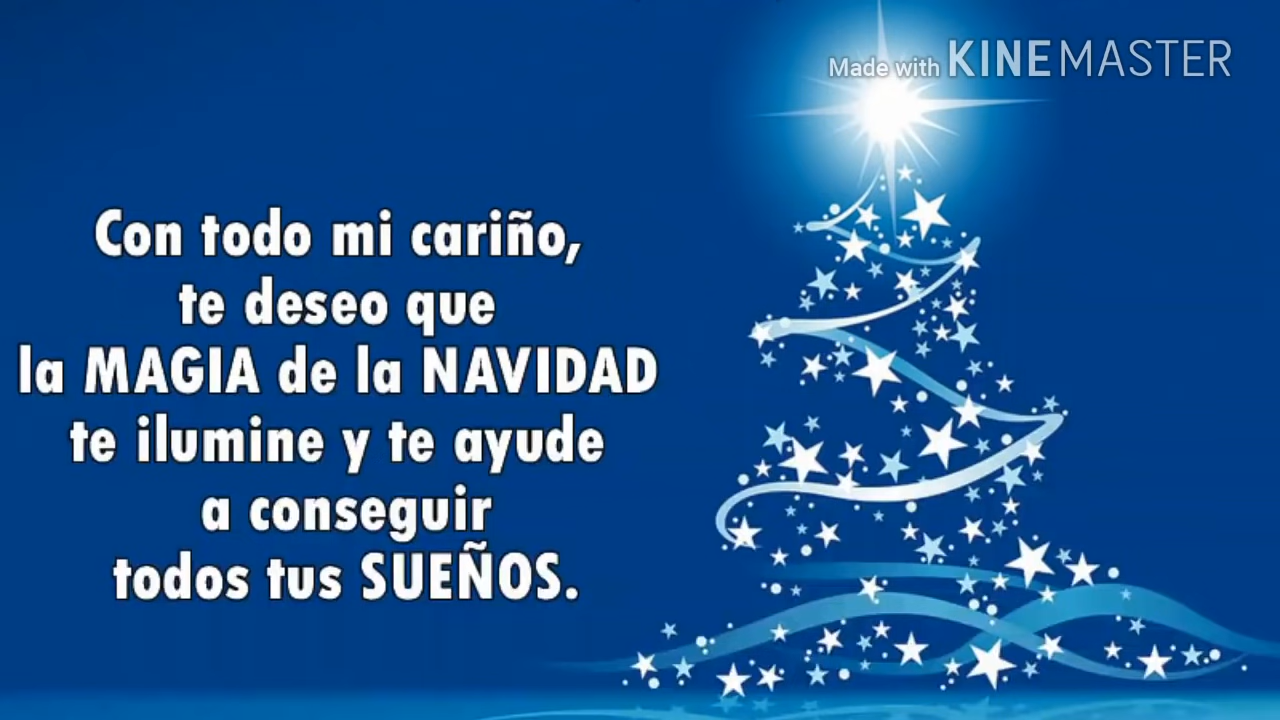 Made with KINEMASTER
Con todo mi cariño,
te deseo que
la MAGIA de la NAVIDAD
te ilumine y te ayude
a conseguir
todos tus SUEÑOS.